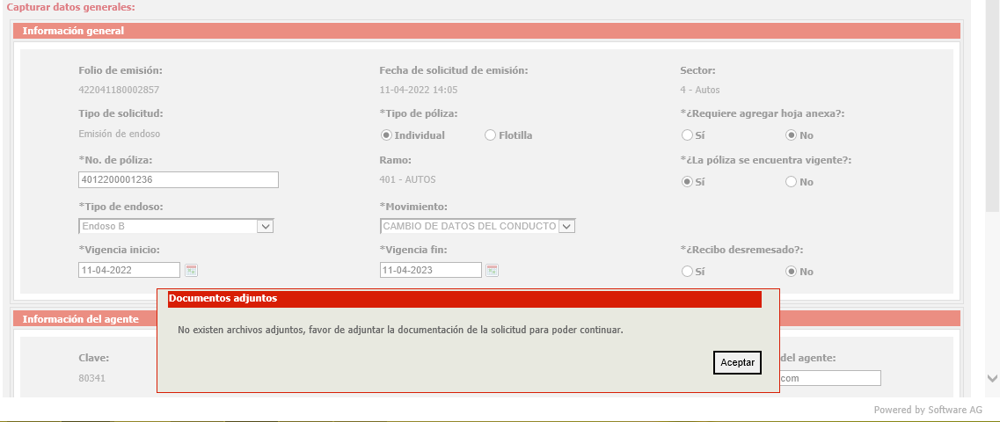 Capturar datos generales:
Información general
Folio de emisión: Fecha de solicitud de emisión: Sector:
422041180002857 11-04-2022 14:05 4 - Autos
Tipo de solicitud: *Tipo de póliza: *¿Requiere agregar hoja anexa?:
Emisión de endoso Individual Flotilla Sí No
*No. de póliza: Ramo: *¿La póliza se encuentra vigente?:
4012200001236 401 - AUTOS Sí No
*Tipo de endoso: *Movimiento:
Endoso B CAMBIO DE DATOS DEL CONDUCTO
*Vigencia inicio: *Vigencia fin: *¿Recibo desremesado?:
11-04-2022 11-04-2023 Sí No
Documentos adjuntos
No existen archivos adjuntos, favor de adjuntar la documentación de la solicitud para poder continuar.
Aceptar
Información del agente
Clave: del agente:
80341 com
Powered by Software AG